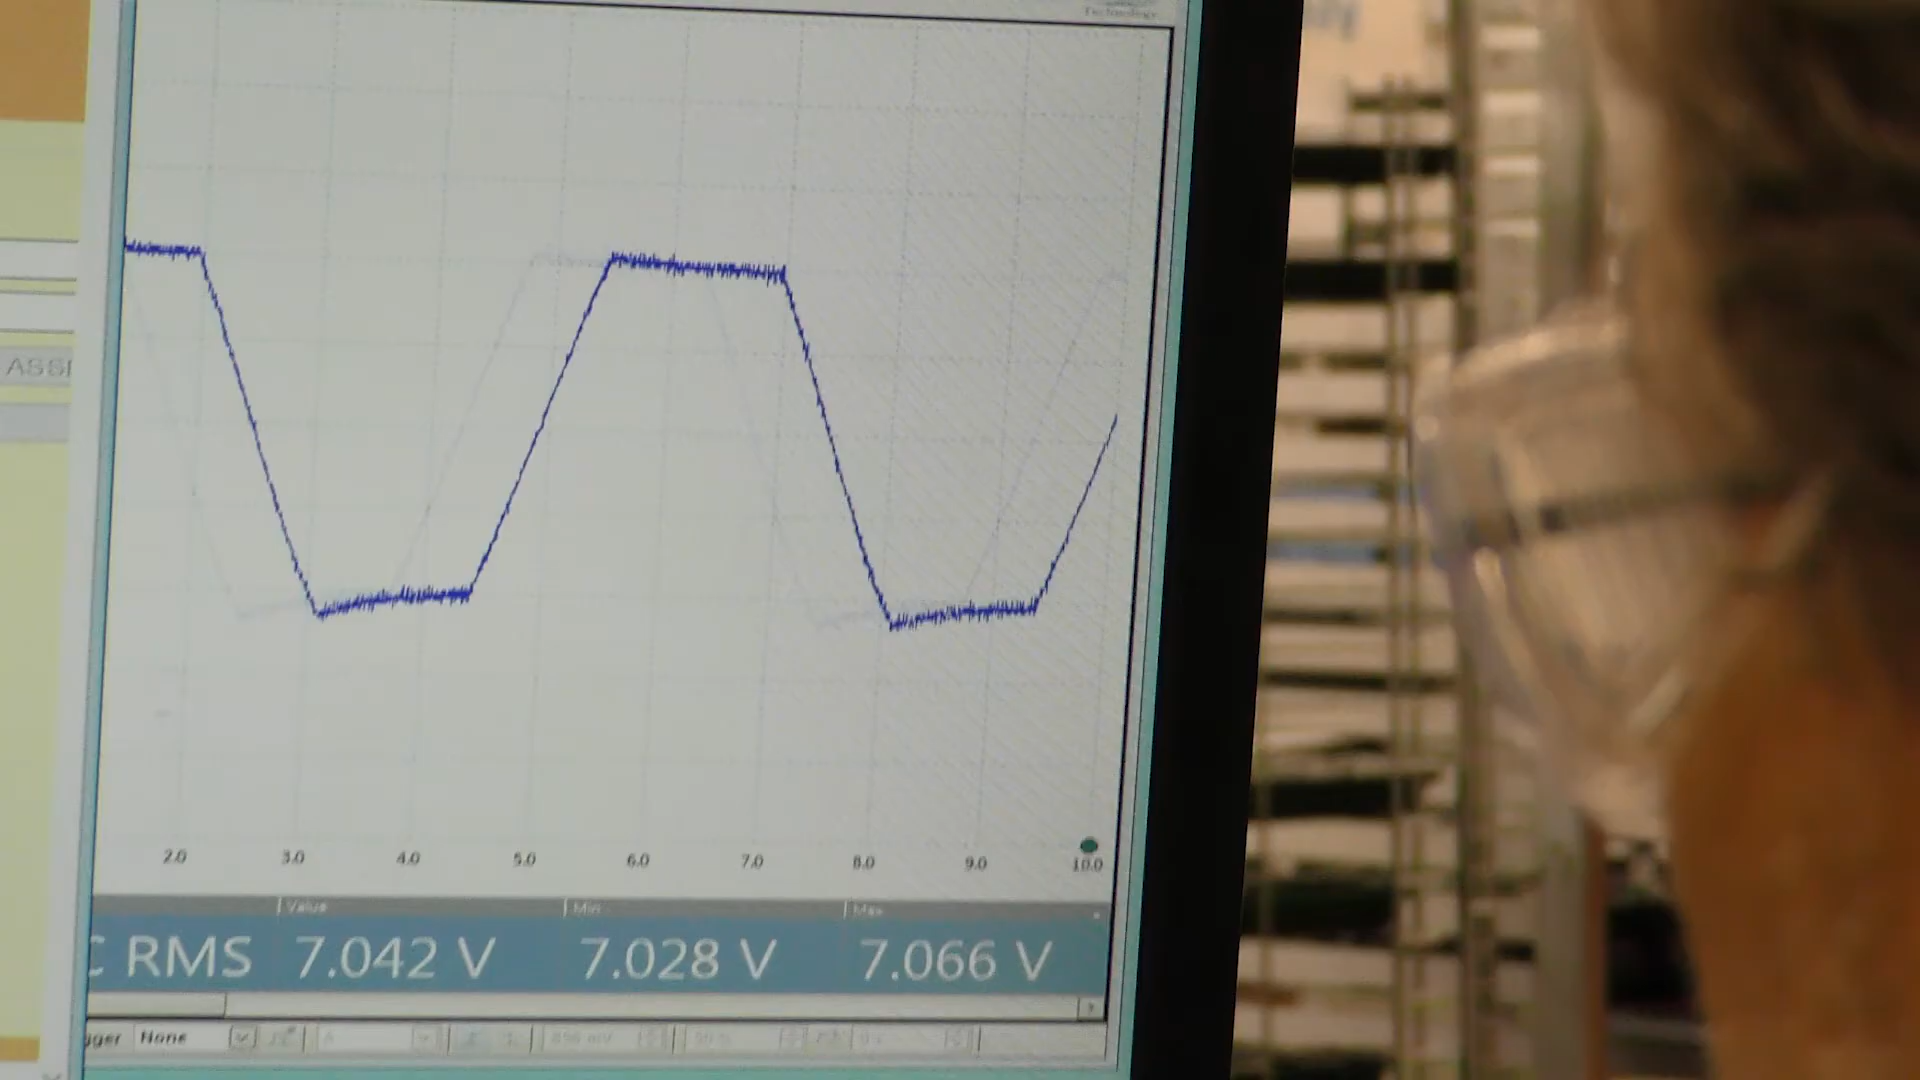 Technology
ASSI
2.0 3.0 4.0 5.0 6.0 7.0 8.0 9.0 10.0
Value Min Max
C RMS 7.042 V 7.028 V 7.066 V
gger None